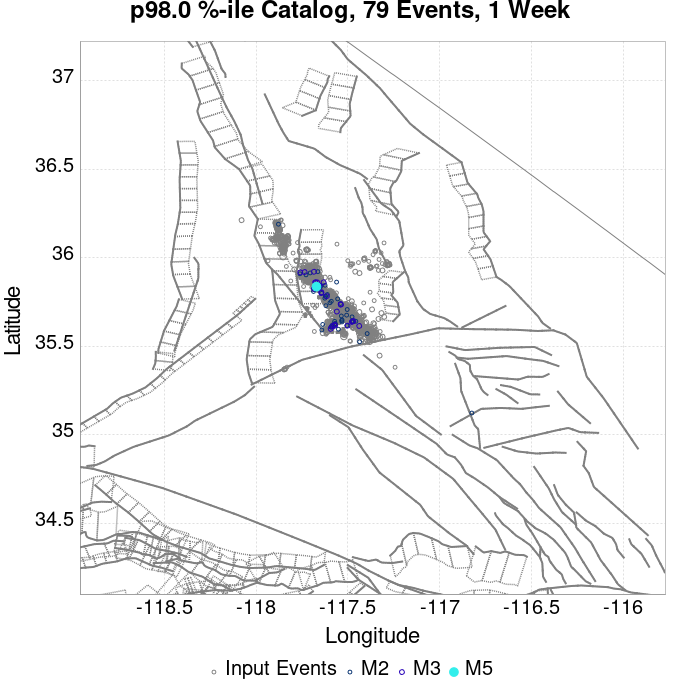 p98.0 %-ile Catalog, 79 Events, 1 Week
37
36.5
36
35.5
35
34.5
Latitude
-118.5 -118 -117.5 -117 -116.5 -116
Longitude
Input Events M2 M3 M5